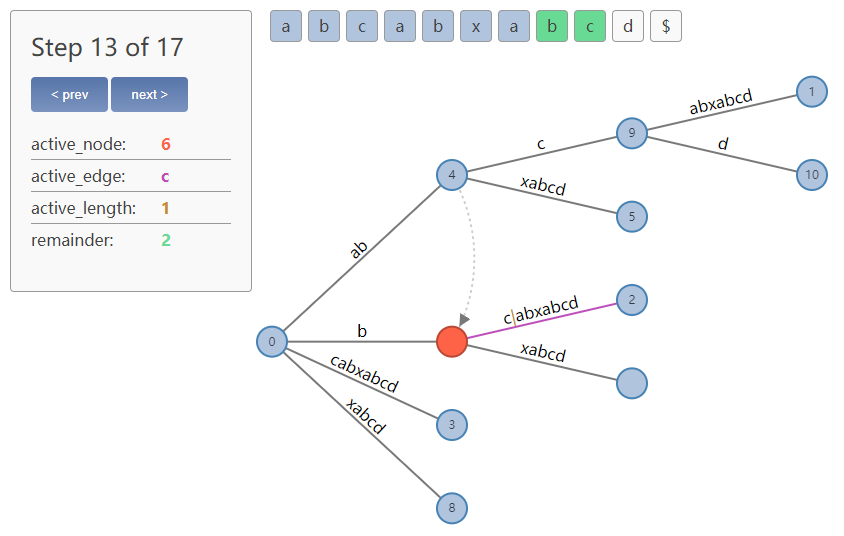 Step 13 of 17
< prev next >
active_node: 6
active_edge: c
active_length: 1
remainder: 2
a b c a b x a b c d $
1
abxabcd
9
c
d
4
10
xabcd
5
ab
2
c|abxabcd
b
0
xabcd
cabxabcd
3
xabcd
8